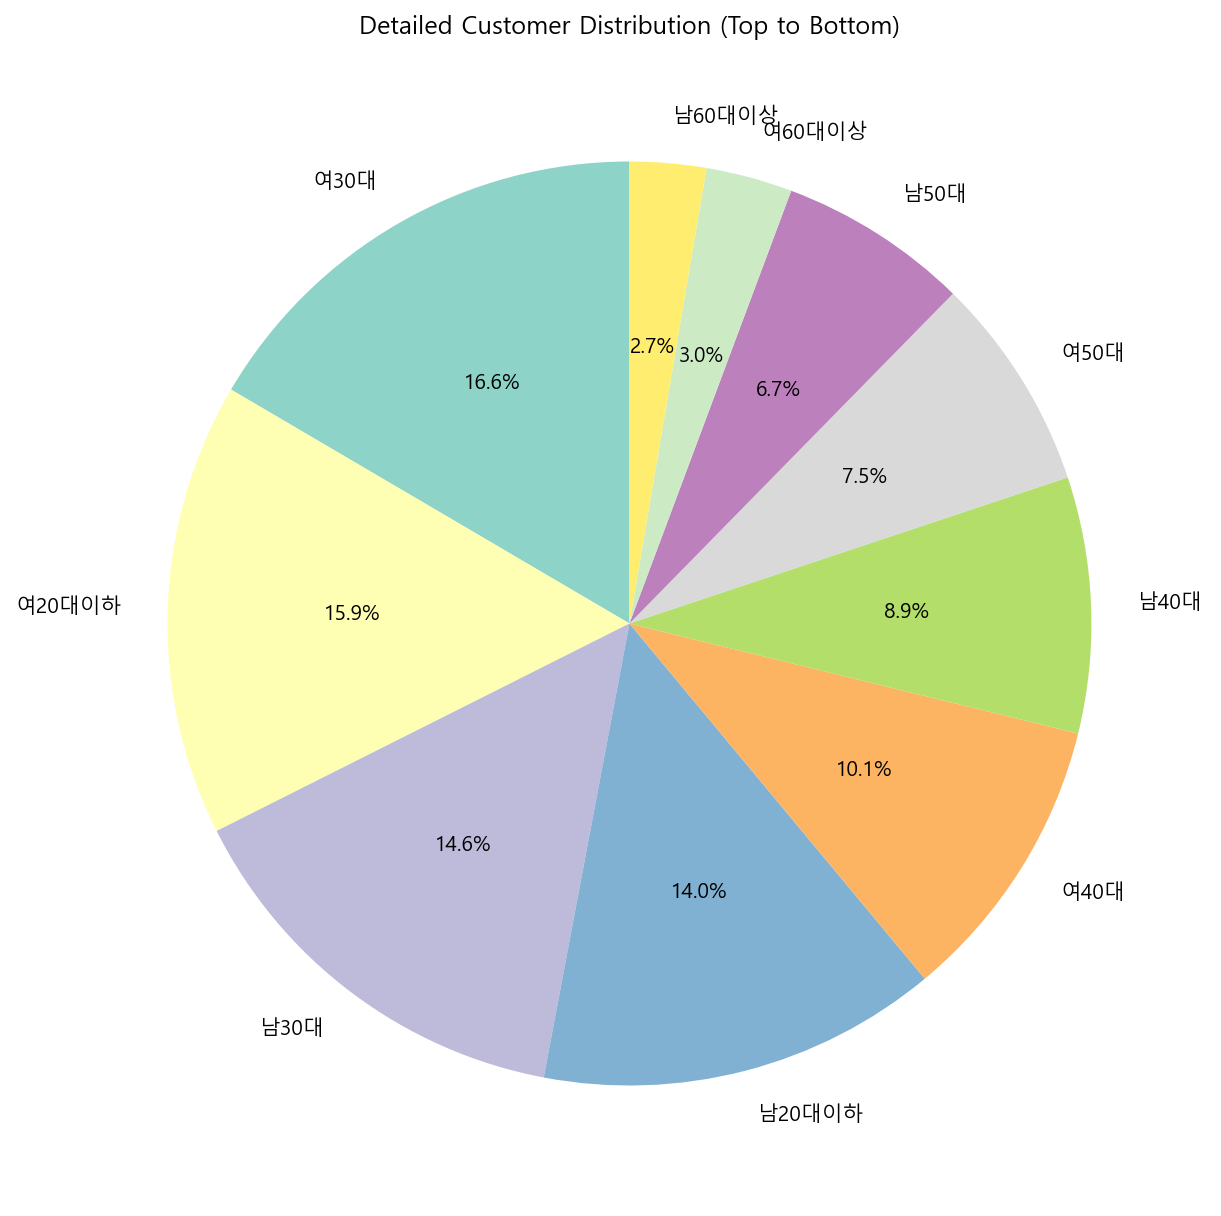 Detailed Customer Distribution (Top to Bottom)
남60대이상
여60대이상
여30대
남50대
2.7%
3.0%
여50대
16.6%
6.7%
7.5%
여20대이하
15.9%
8.9%
남40대
10.1%
14.6%
14.0%
여40대
남30대
남20대이하